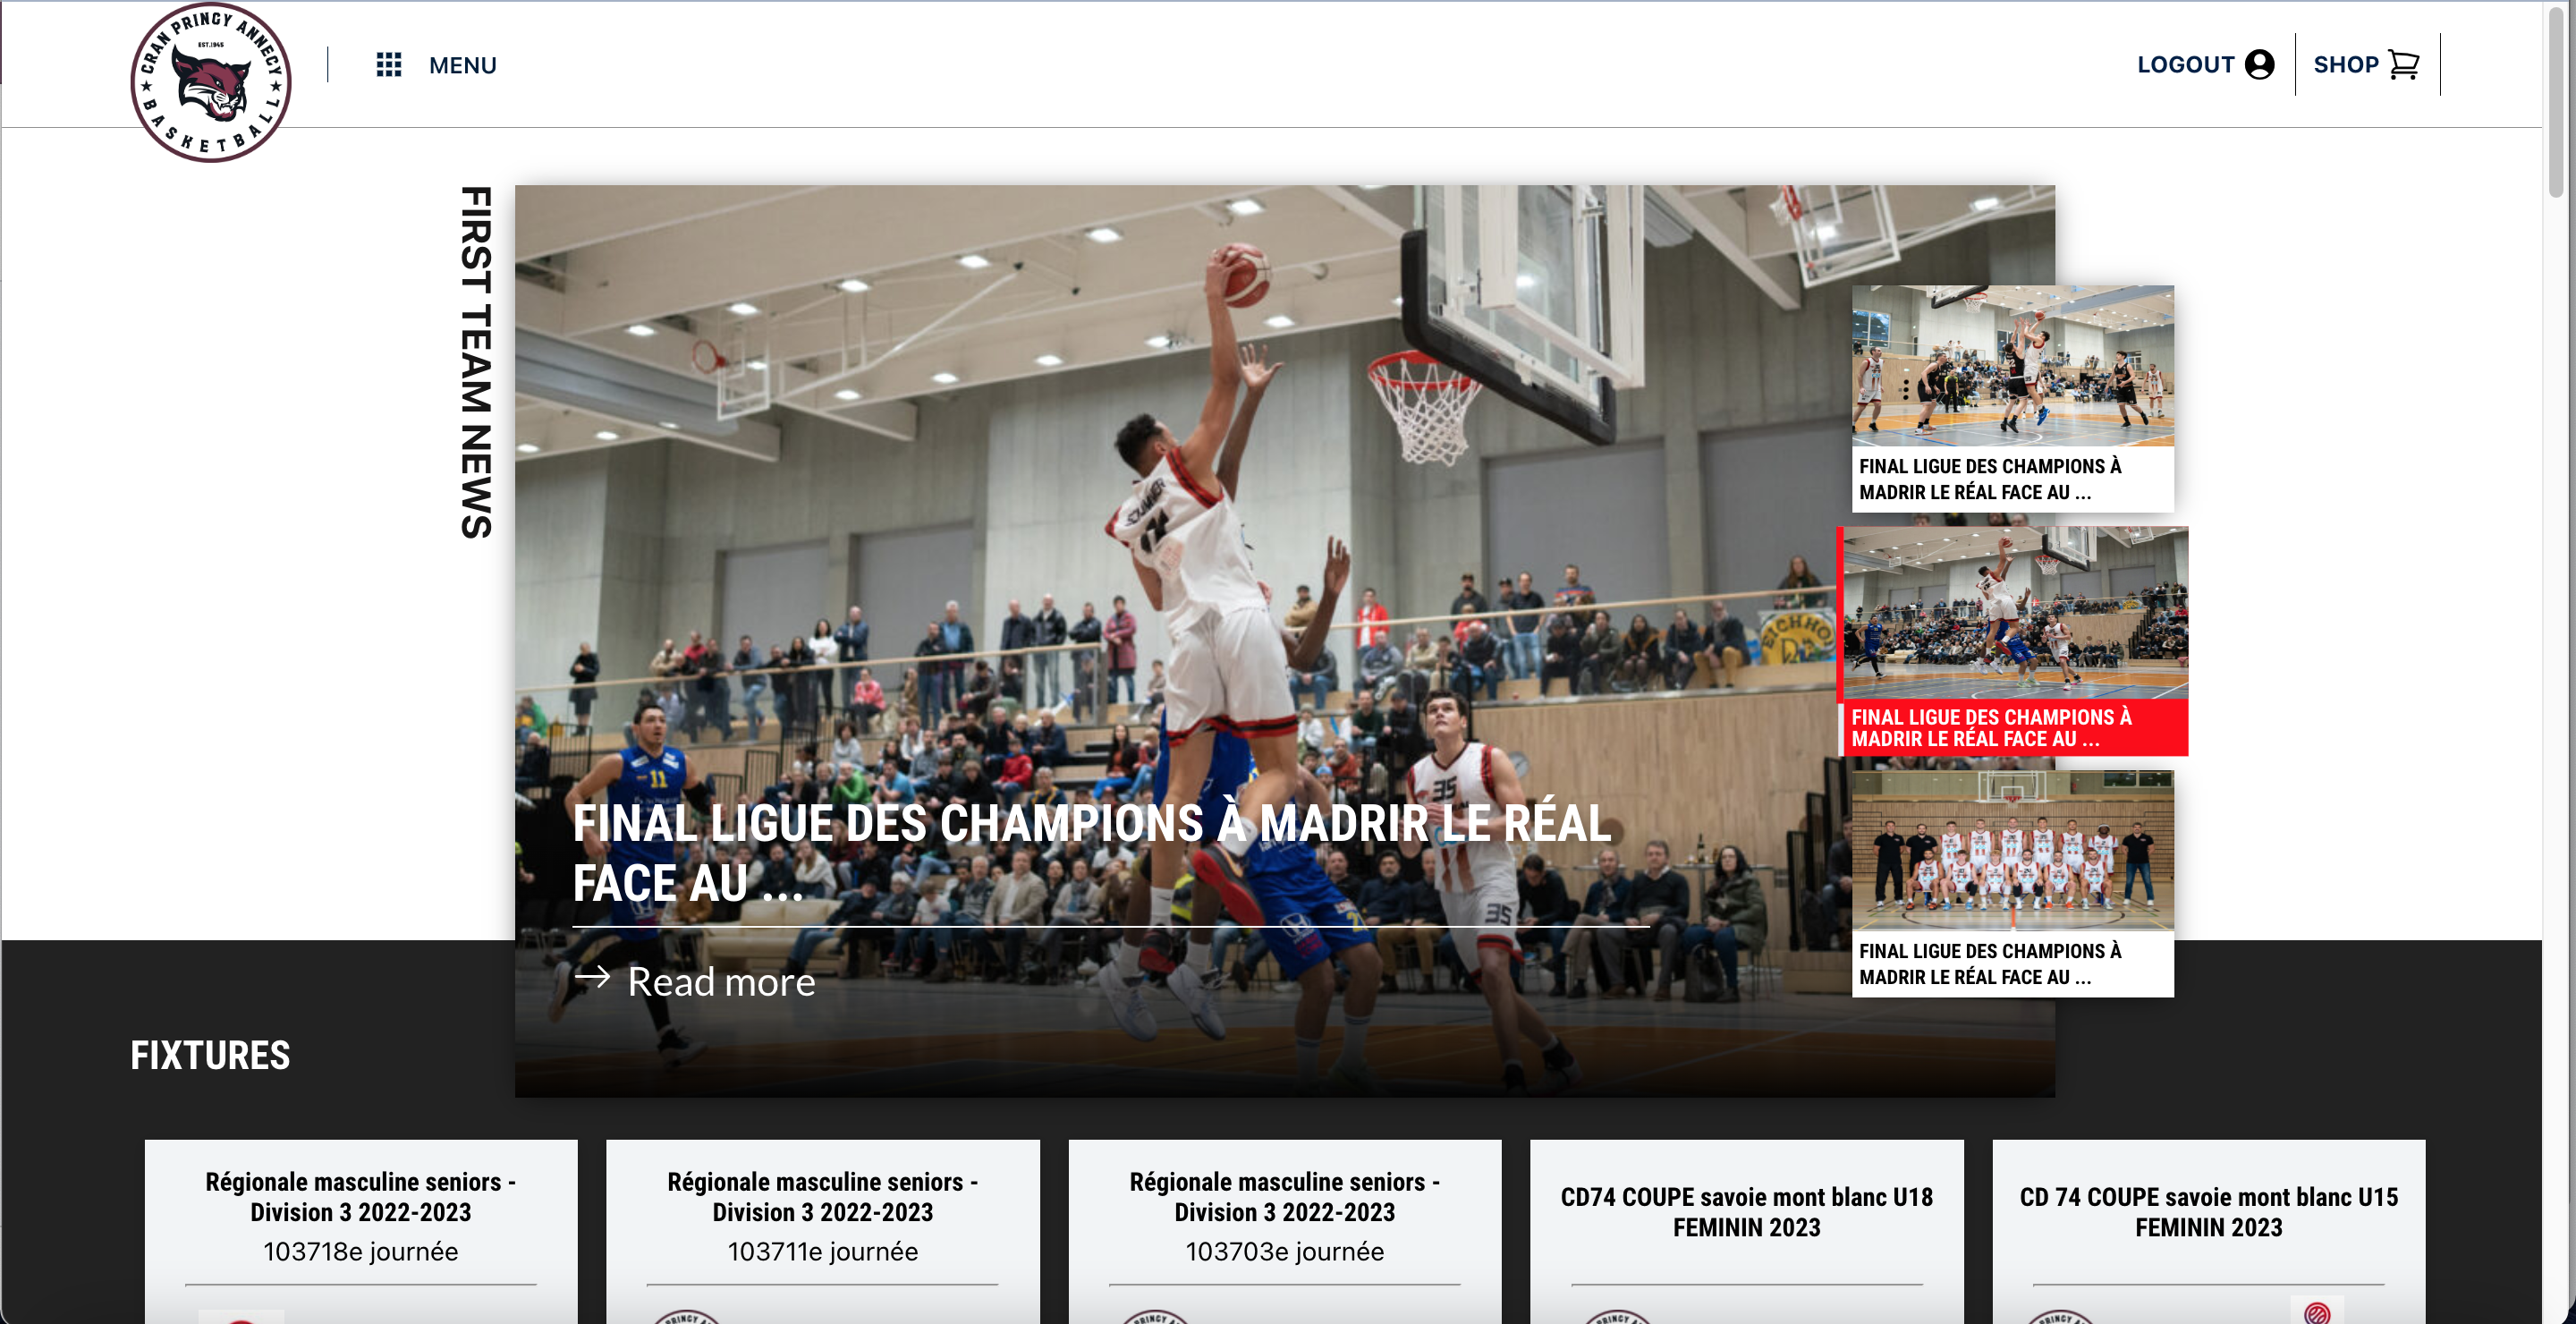 CRAN PRINGY ANNECY
EST.1945
BASKETBALL
MENU
LOGOUT
SHOP
FIRST TEAM NEWS
EICHHO
11
35
35
FINAL LIGUE DES CHAMPIONS À MADRIR LE RÉAL
FACE AU ...
Read more
FINAL LIGUE DES CHAMPIONS À
MADRIR LE RÉAL FACE AU ...
FINAL LIGUE DES CHAMPIONS À
MADRIR LE RÉAL FACE AU ...
FINAL LIGUE DES CHAMPIONS À
MADRIR LE RÉAL FACE AU ...
FIXTURES
Régionale masculine seniors -
Division 3 2022-2023
103718e journée
Régionale masculine seniors -
Division 3 2022-2023
103711e journée
Régionale masculine seniors -
Division 3 2022-2023
103703e journée
CD74 COUPE savoie mont blanc U18
FEMININ 2023
CD 74 COUPE savoie mont blanc U15
FEMININ 2023